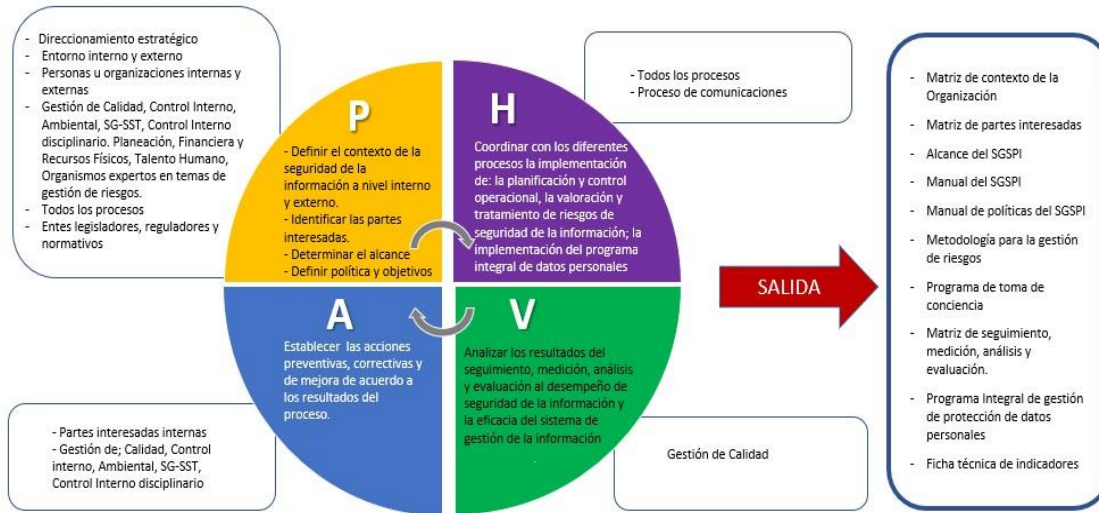 - Direccionamiento estratégico
- Entorno interno y externo
- Personas u organizaciones internas y
externas
- Gestión de Calidad, Control Interno,
Ambiental, SG-SST, Control Interno
disciplinario. Planeación, Financiera y
Recursos Físicos, Talento Humano,
Organismos expertos en temas de
gestión de riesgos.
- Todos los procesos
- Entes legisladores, reguladores y
normativos
P
- Definir el contexto de la
seguridad de la
información a nivel interno
y externo.
- Identificar las partes
interesadas.
- Determinar el alcance
- Definir política y objetivos
H
Coordinar con los diferentes
procesos la implementación
de: la planificación y control
operacional, la valoración y
tratamiento de riesgos de
seguridad de la información; la
implementación del programa
integral de datos personales
- Todos los procesos
- Proceso de comunicaciones
A
Establecer las acciones
preventivas, correctivas y
de mejora de acuerdo a
los resultados del
proceso.
V
Analizar los resultados del
seguimiento, medición, análisis
y evaluación al desempeño de
seguridad de la información y
la eficacia del sistema de
gestión de la información
.
- Partes interesadas internas
- Gestión de; Calidad, Control
interno, Ambiental, SG-SST,
Control Interno disciplinario
Gestión de Calidad
SALIDA
- Matriz de contexto de la
Organización
- Matriz de partes interesadas
- Alcance del SGSPI
- Manual del SGSPI
- Manual de políticas del SGSPI
- Metodología para la gestión
de riesgos
- Programa de toma de
conciencia
- Matriz de seguimiento,
medición, análisis y
evaluación.
- Programa Integral de gestión
de protección de datos
personales
- Ficha técnica de indicadores